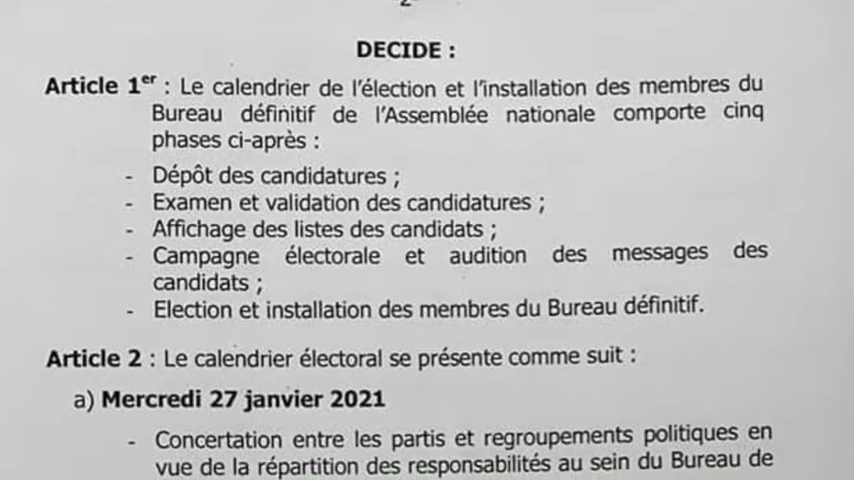 -2-
DECIDE :
Article 1er : Le calendrier de l'élection et l'installation des membres du
Bureau définitif de l'Assemblée nationale comporte cinq
phases ci-après :
- Dépôt des candidatures ;
- Examen et validation des candidatures ;
- Affichage des listes des candidats ;
- Campagne électorale et audition des messages des
candidats ;
- Election et installation des membres du Bureau définitif.
Article 2 : Le calendrier électoral se présente comme suit :
a) Mercredi 27 janvier 2021
- Concertation entre les partis et regroupements politiques en
vue de la répartition des responsabilités au sein du Bureau de